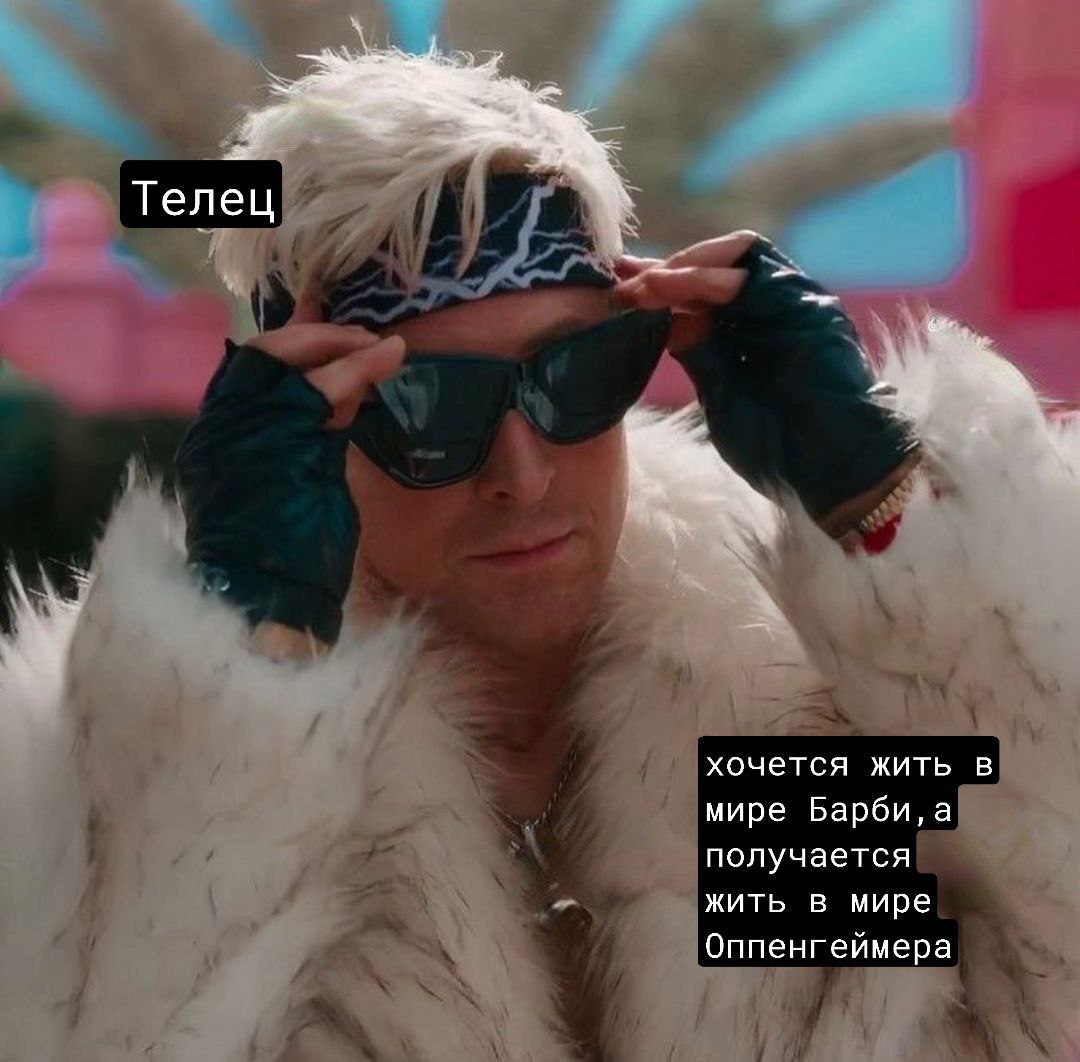 Телец
хочется жить в
мире Барби,а
получается
жить в мире
Оппенгеймера